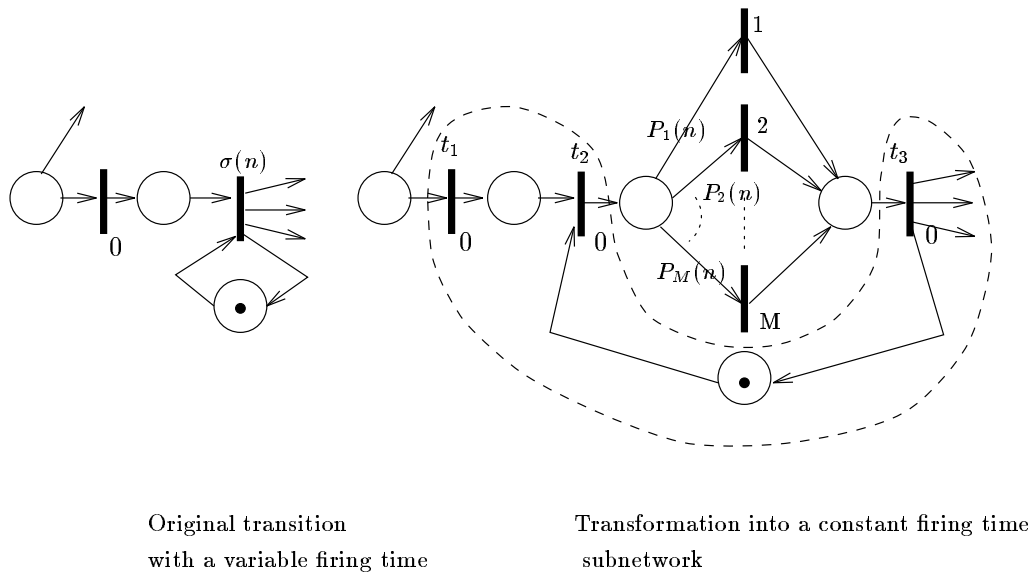 σ(n)
0
t₁
0
t₂
0
P₁(n)
P₂(n)
P_M(n)
1
2
M
t₃
0
Original transition
with a variable firing time
Transformation into a constant firing time
subnetwork